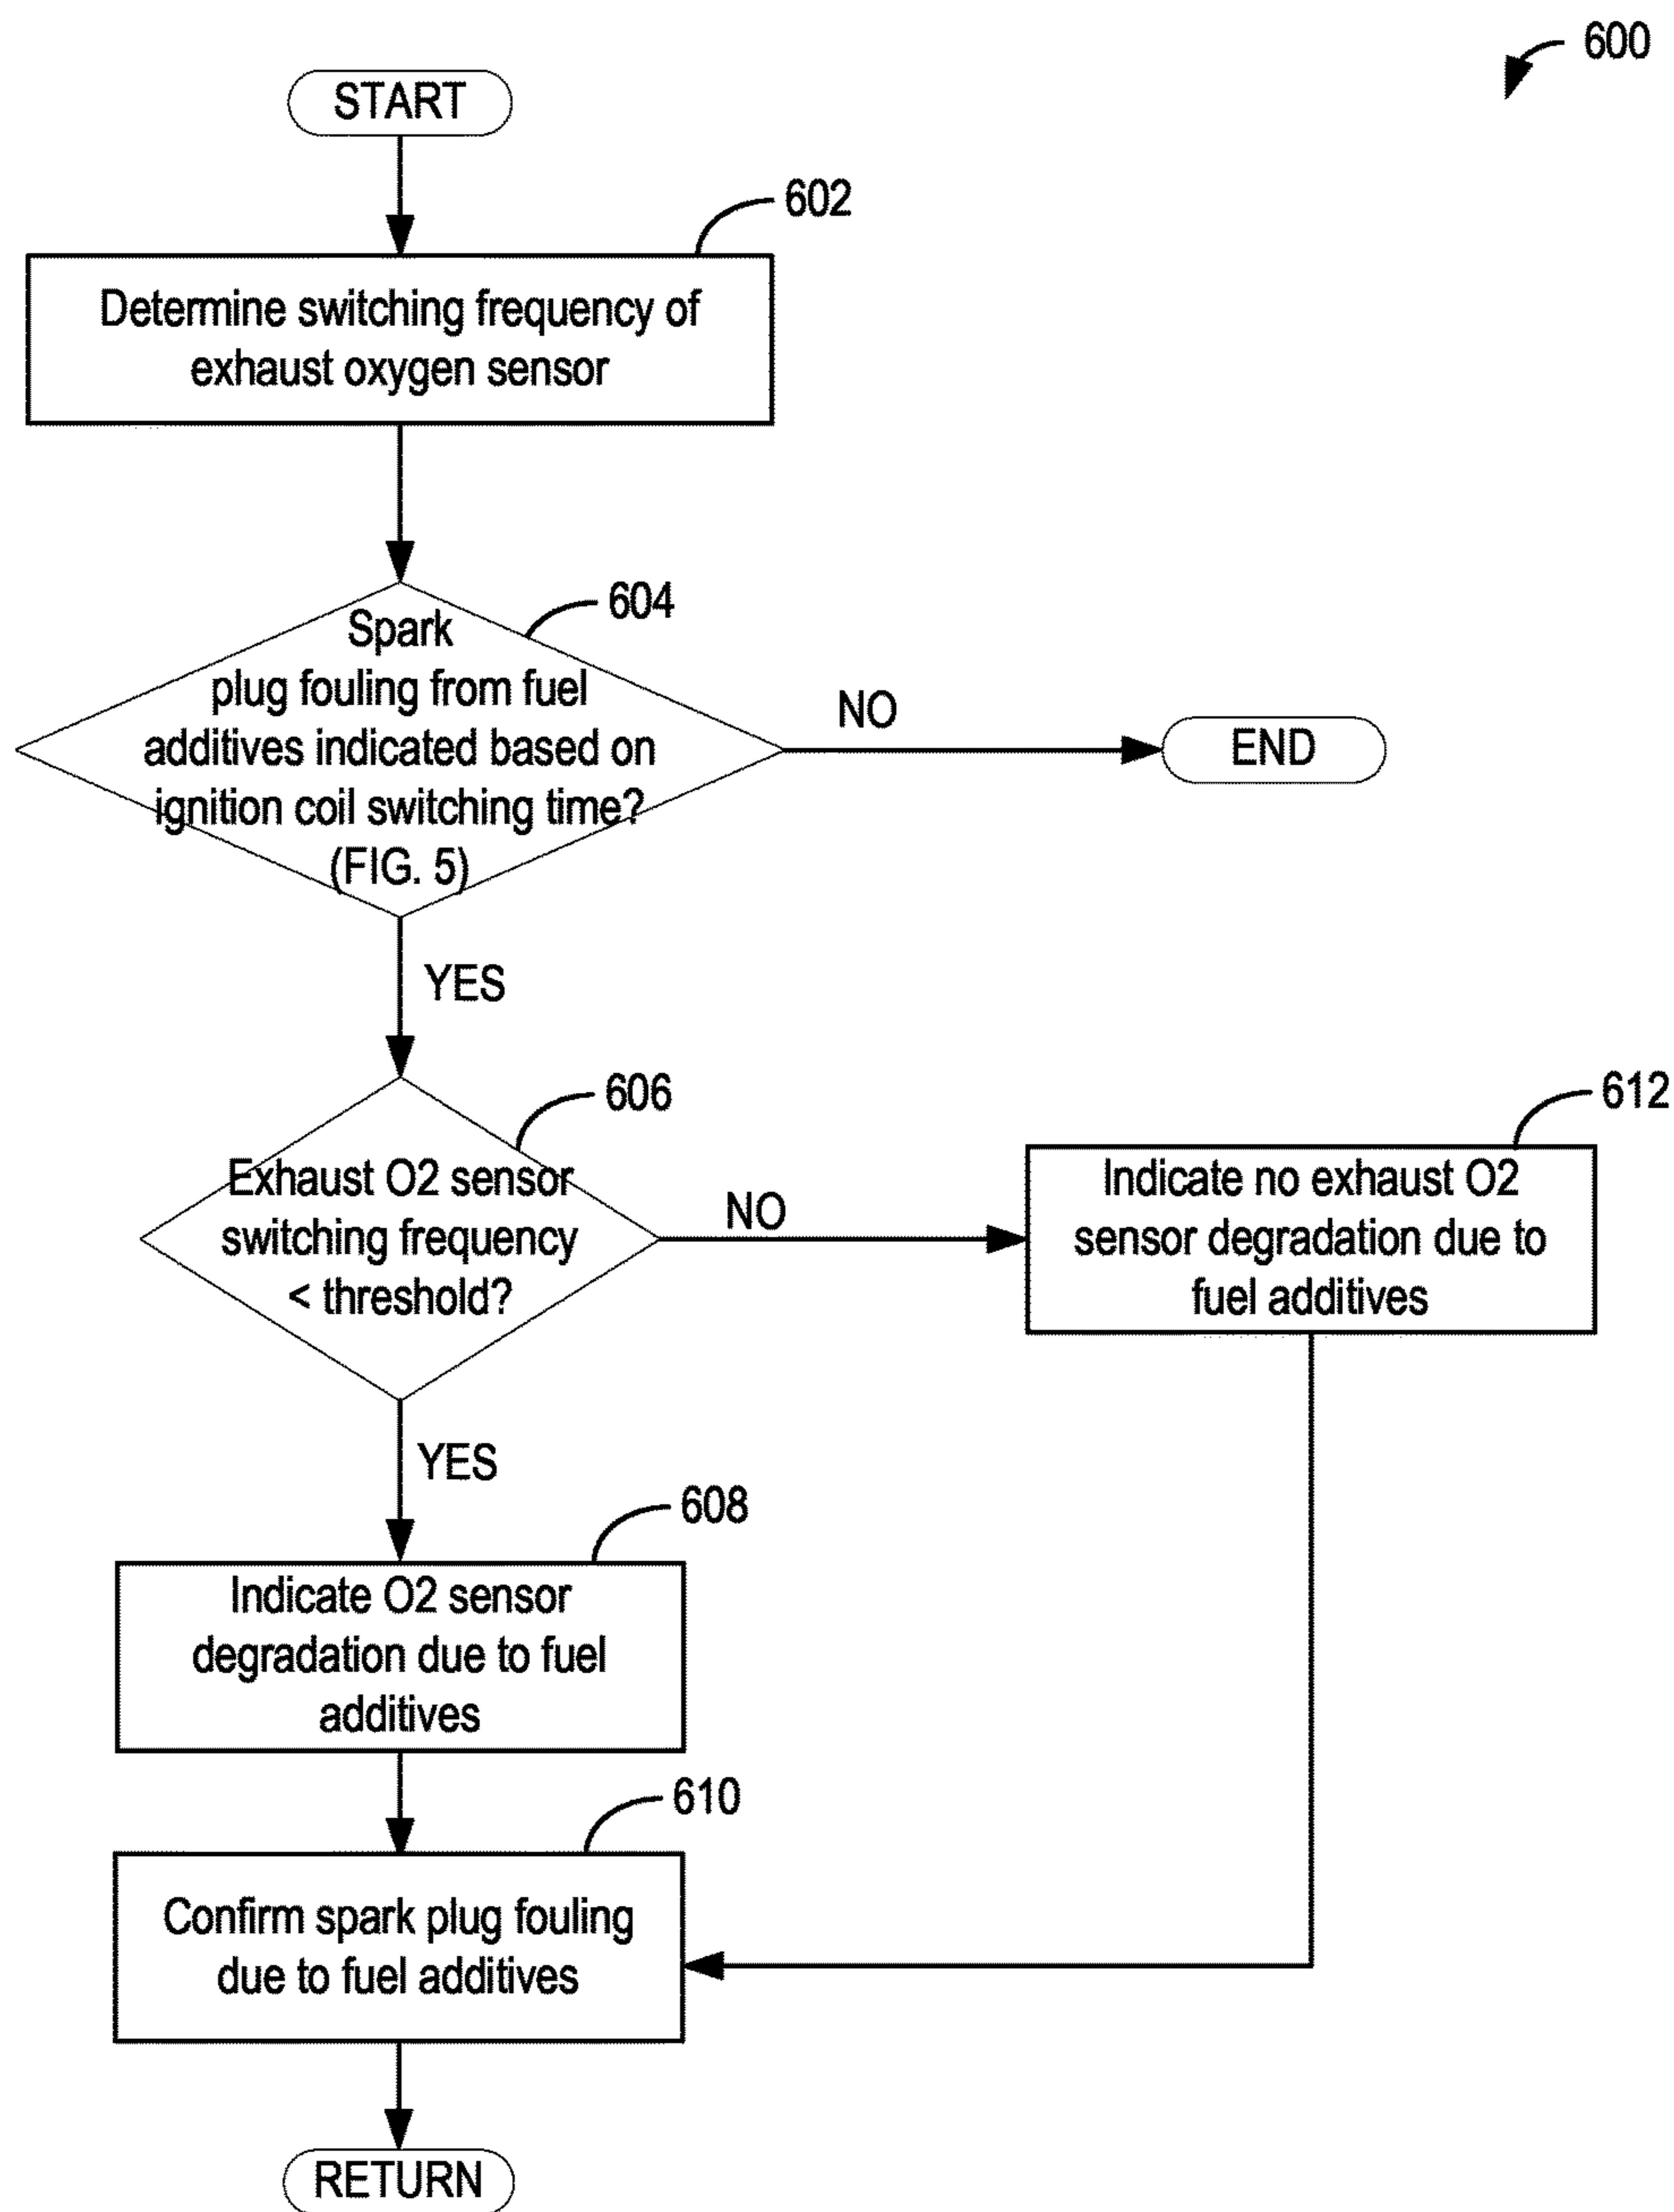 600
START
602
Determine switching frequency of
exhaust oxygen sensor
604
Spark
plug fouling from fuel
additives indicated based on
ignition coil switching time?
(FIG. 5)
NO
END
YES
606
Exhaust O2 sensor
switching frequency
< threshold?
NO
612
Indicate no exhaust O2
sensor degradation due to
fuel additives
YES
608
Indicate O2 sensor
degradation due to fuel
additives
610
Confirm spark plug fouling
due to fuel additives
RETURN